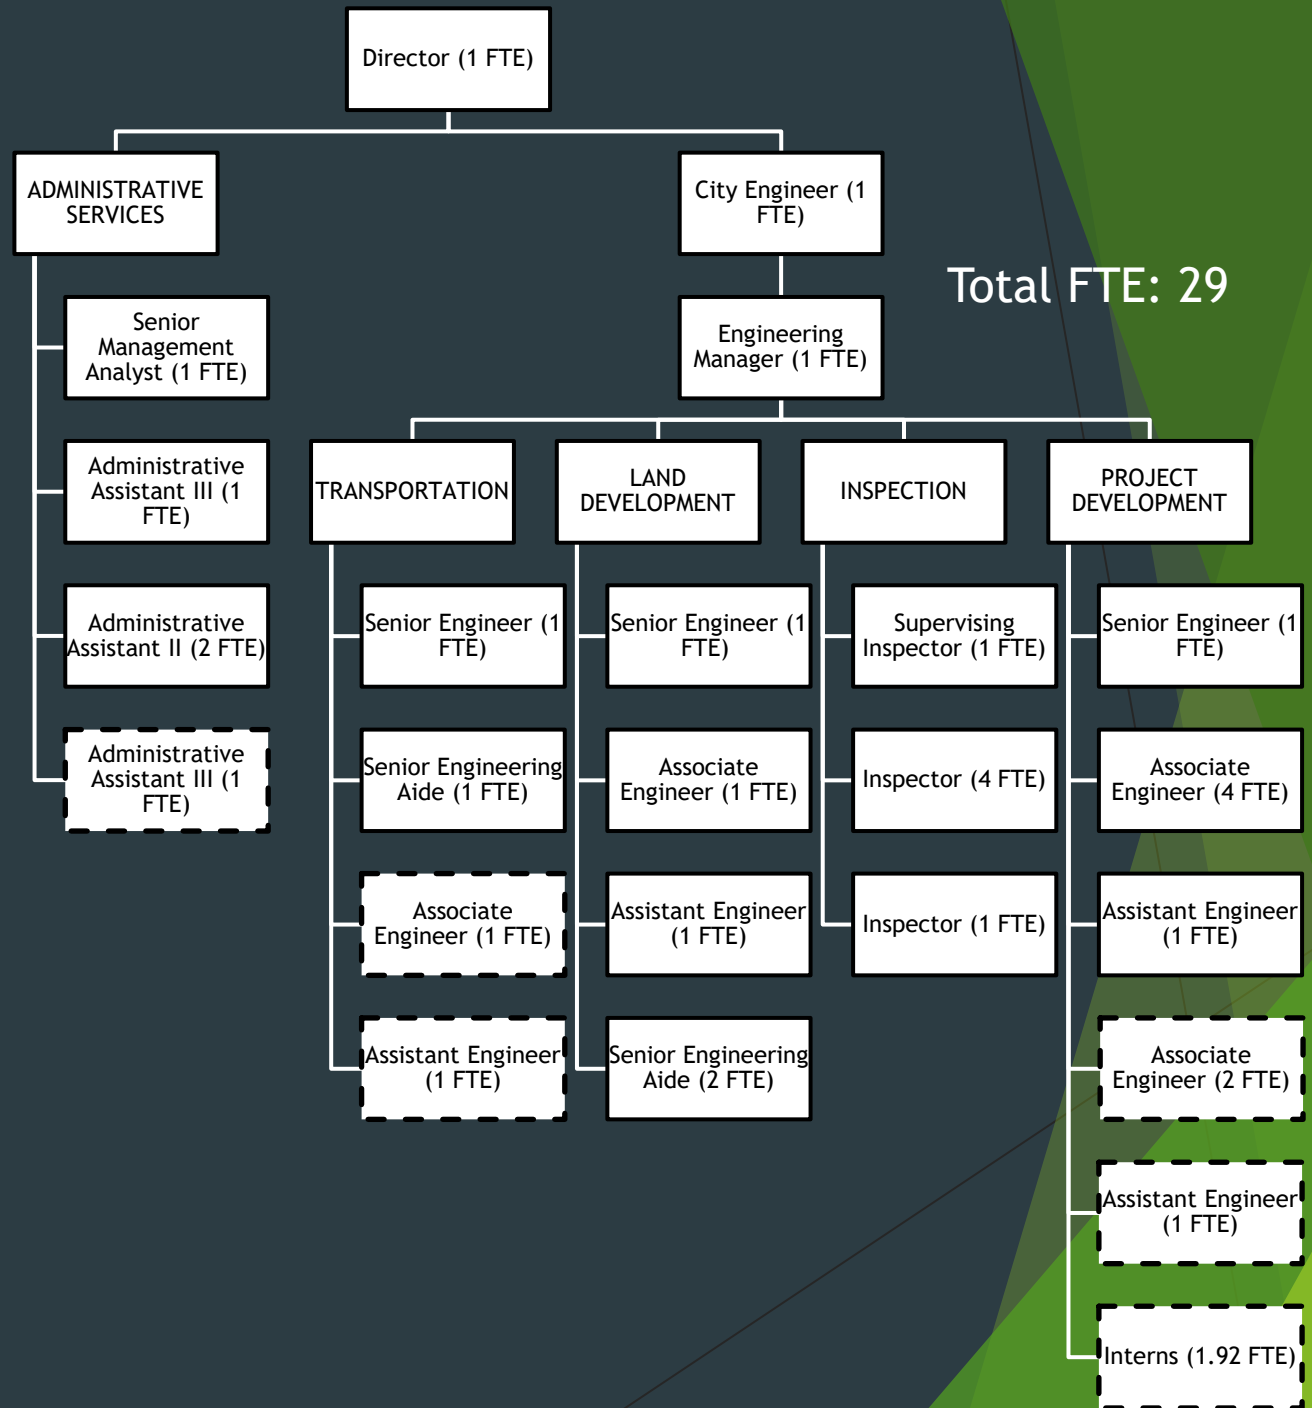 Director (1 FTE)
ADMINISTRATIVE
SERVICES
City Engineer (1
FTE)
Total FTE: 29
Senior
Management
Analyst (1 FTE)
Engineering
Manager (1 FTE)
Administrative
Assistant III (1
FTE)
TRANSPORTATION
LAND
DEVELOPMENT
INSPECTION
PROJECT
DEVELOPMENT
Administrative
Assistant II (2 FTE)
Senior Engineer (1
FTE)
Senior Engineer (1
FTE)
Supervising
Inspector (1 FTE)
Senior Engineer (1
FTE)
Administrative
Assistant III (1
FTE)
Senior Engineering
Aide (1 FTE)
Associate
Engineer (1 FTE)
Inspector (4 FTE)
Associate
Engineer (4 FTE)
Associate
Engineer (1 FTE)
Assistant Engineer
(1 FTE)
Inspector (1 FTE)
Assistant Engineer
(1 FTE)
Assistant Engineer
(1 FTE)
Senior Engineering
Aide (2 FTE)
Associate
Engineer (2 FTE)
Assistant Engineer
(1 FTE)
Interns (1.92 FTE)